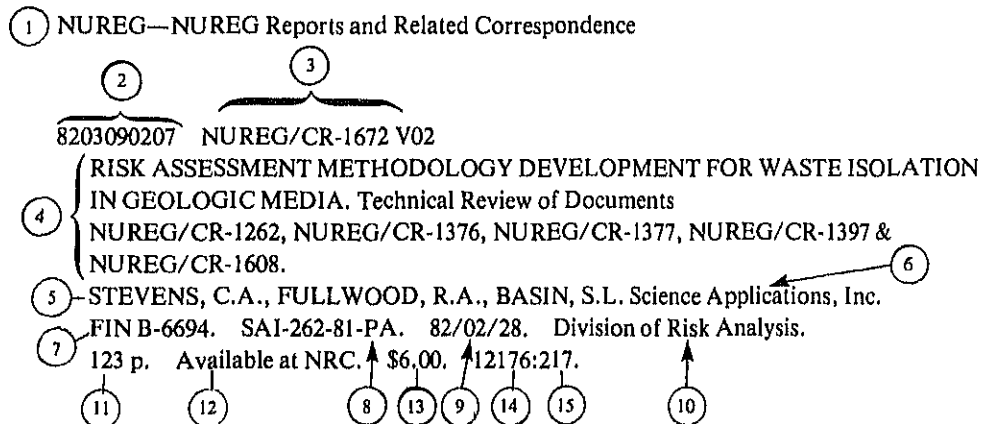 1 NUREG—NUREG Reports and Related Correspondence
2 3
8203090207 NUREG/CR-1672 V02
RISK ASSESSMENT METHODOLOGY DEVELOPMENT FOR WASTE ISOLATION
4 IN GEOLOGIC MEDIA. Technical Review of Documents
NUREG/CR-1262, NUREG/CR-1376, NUREG/CR-1377, NUREG/CR-1397 &
NUREG/CR-1608. 6
5 STEVENS, C.A., FULLWOOD, R.A., BASIN, S.L. Science Applications, Inc.
7 FIN B-6694. SAI-262-81-PA. 82/02/28. Division of Risk Analysis.
123 p. Available at NRC. $6.00. 12176:217.
11 12 8 13 9 14 15 10